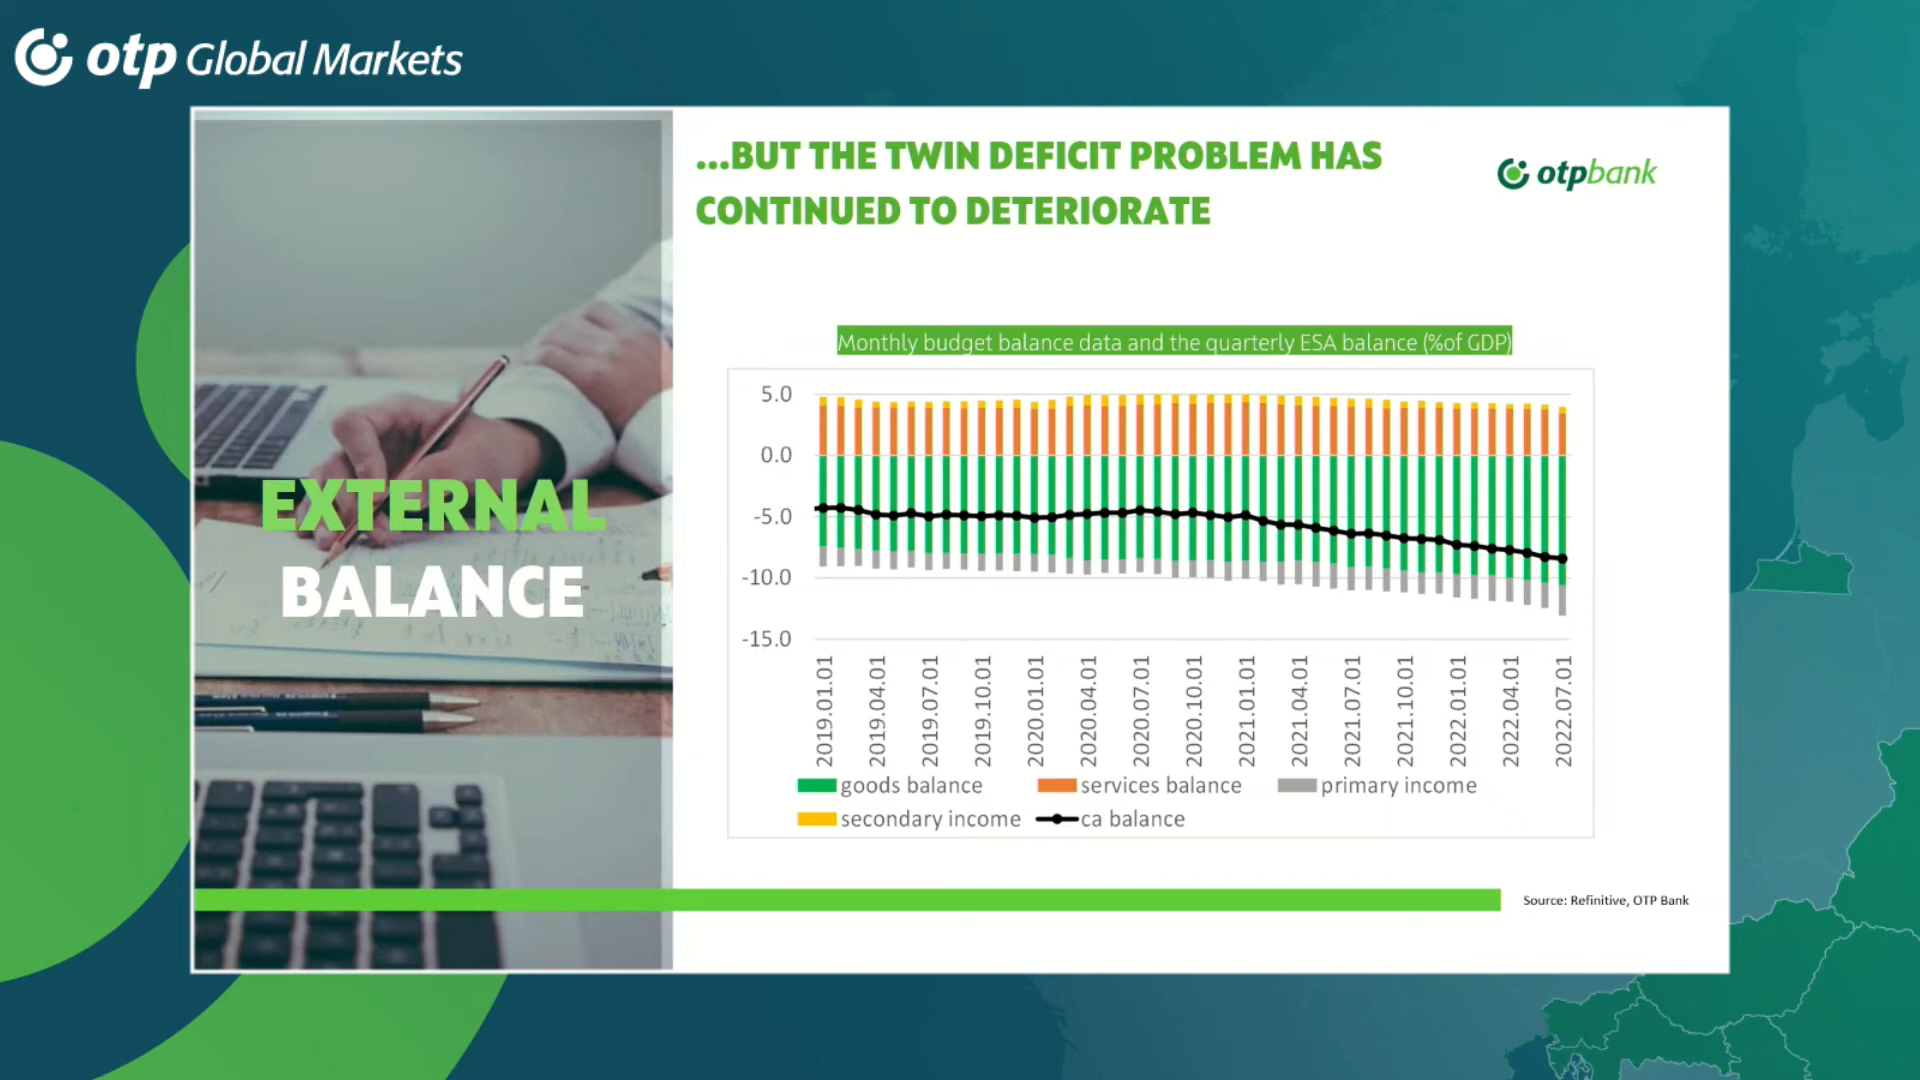 otp Global Markets
...BUT THE TWIN DEFICIT PROBLEM HAS
CONTINUED TO DETERIORATE
otpbank
EXTERNAL
BALANCE
Monthly budget balance data and the quarterly ESA balance (%of GDP)
5.0
0.0
-5.0
-10.0
-15.0
2019.01.01
2019.04.01
2019.07.01
2019.10.01
2020.01.01
2020.04.01
2020.07.01
2020.10.01
2021.01.01
2021.04.01
2021.07.01
2021.10.01
2022.01.01
2022.04.01
2022.07.01
goods balance services balance primary income
secondary income ca balance
Source: Refinitive, OTP Bank